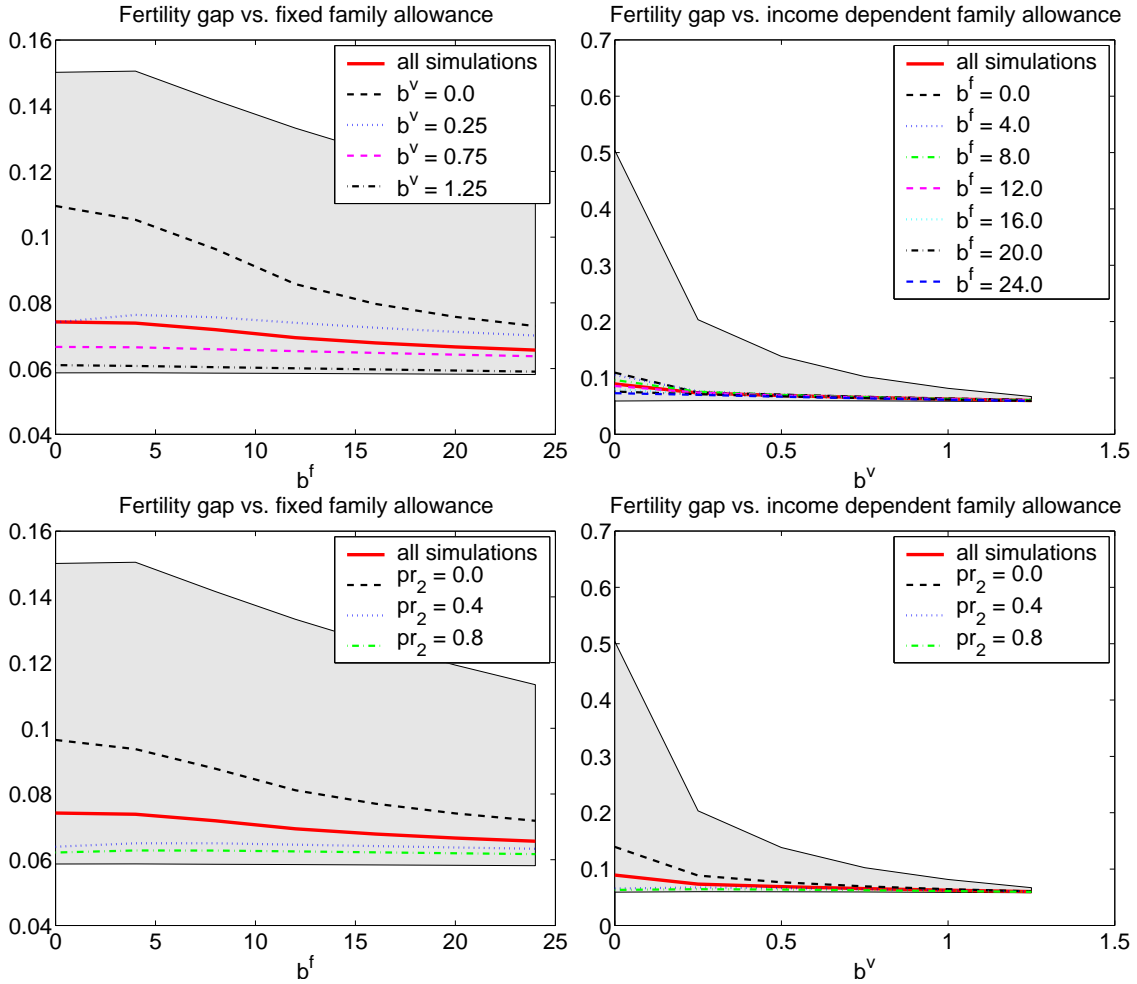 Fertility gap vs. fixed family allowance
0.16
0.14
0.12
0.1
0.08
0.06
0.04
0 5 10 15 20 25
b^f
all simulations
b^v = 0.0
b^v = 0.25
b^v = 0.75
b^v = 1.25
Fertility gap vs. income dependent family allowance
0.7
0.6
0.5
0.4
0.3
0.2
0.1
0
0 0.5 1 1.5
b^v
all simulations
b^f = 0.0
b^f = 4.0
b^f = 8.0
b^f = 12.0
b^f = 16.0
b^f = 20.0
b^f = 24.0
Fertility gap vs. fixed family allowance
0.16
0.14
0.12
0.1
0.08
0.06
0.04
0 5 10 15 20 25
b^f
all simulations
pr_2 = 0.0
pr_2 = 0.4
pr_2 = 0.8
Fertility gap vs. income dependent family allowance
0.7
0.6
0.5
0.4
0.3
0.2
0.1
0
0 0.5 1 1.5
b^v
all simulations
pr_2 = 0.0
pr_2 = 0.4
pr_2 = 0.8